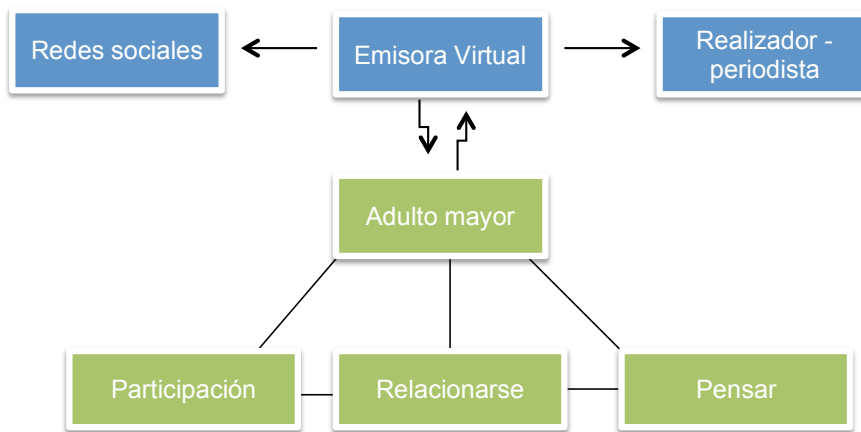 Redes sociales
Emisora Virtual
Realizador -
periodista
Adulto mayor
Participación
Relacionarse
Pensar